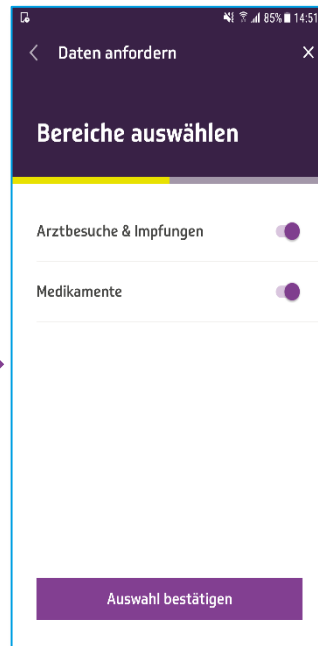 85% 14:51
Daten anfordern
Bereiche auswählen
Arztbesuche & Impfungen
Medikamente
Auswahl bestätigen